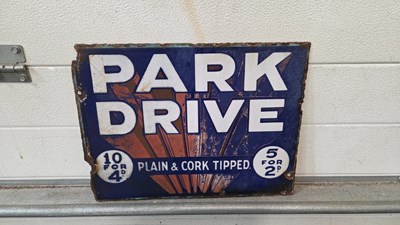 PARK
DRIVE
10
FOR
4D
PLAIN & CORK TIPPED.
5
FOR
2D